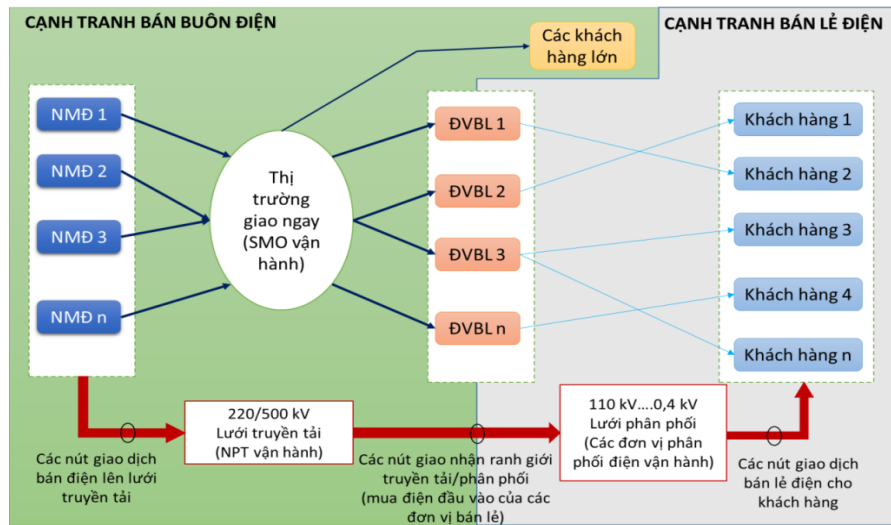 CẠNH TRANH BÁN BUÔN ĐIỆN
CẠNH TRANH BÁN LẺ ĐIỆN
Các khách
hàng lớn
NMĐ 1
NMĐ 2
NMĐ 3
NMĐ n
Thị
trường
giao ngay
(SMO vận
hành)
ĐVBL 1
ĐVBL 2
ĐVBL 3
ĐVBL n
Khách hàng 1
Khách hàng 2
Khách hàng 3
Khách hàng 4
Khách hàng n
220/500 kV
Lưới truyền tải
(NPT vận hành)
110 kV....0,4 kV
Lưới phân phối
(Các đơn vị phân
phối điện vận hành)
Các nút giao dịch
bán điện lên lưới
truyền tải
Các nút giao nhận ranh giới
truyền tải/phân phối
(mua điện đầu vào của các
đơn vị bán lẻ)
Các nút giao dịch
bán lẻ điện cho
khách hàng